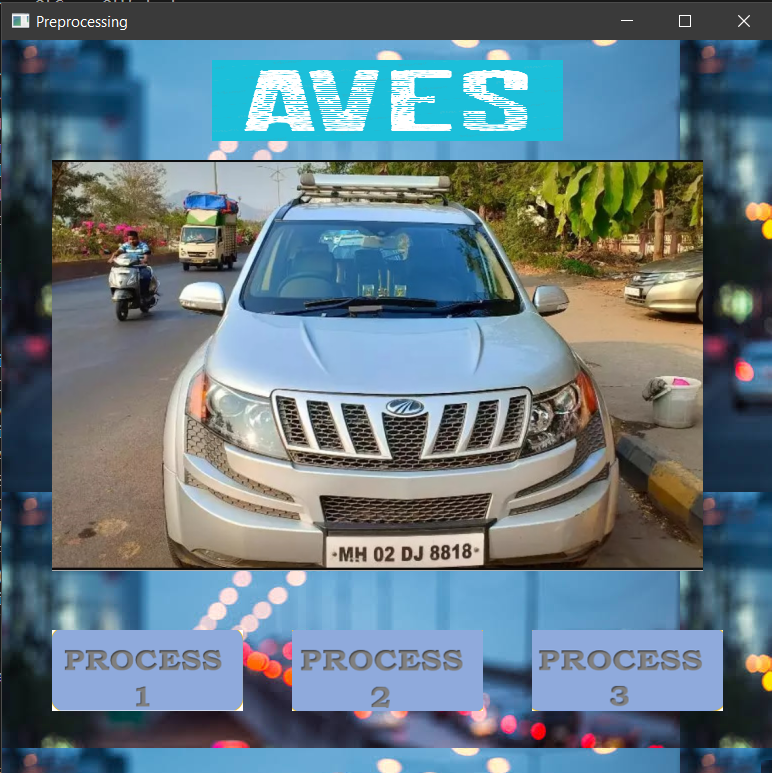 Preprocessing
AVES
MH 02 DJ 8818
PROCESS
1
PROCESS
2
PROCESS
3